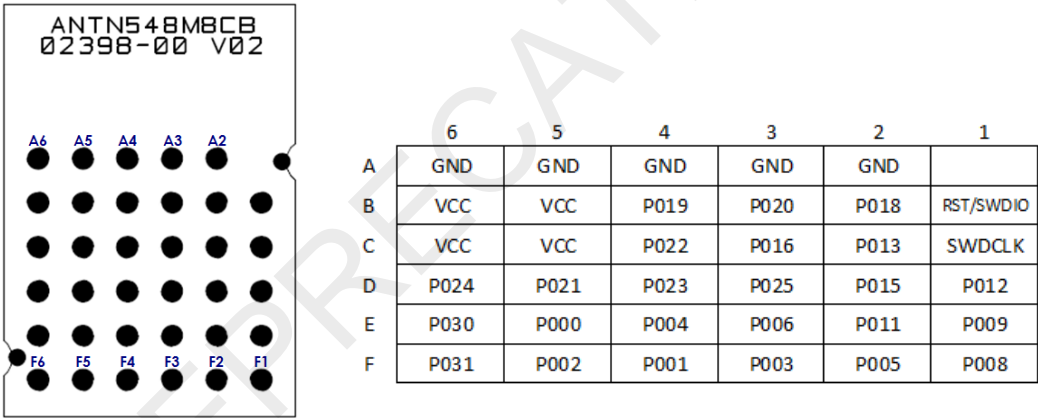 ANTN548M8CB
02398-00 V02
A6 A5 A4 A3 A2
F6 F5 F4 F3 F2 F1
6 5 4 3 2 1
A GND GND GND GND GND
B VCC VCC P019 P020 P018 RST/SWDIO
C VCC VCC P022 P016 P013 SWDCLK
D P024 P021 P023 P025 P015 P012
E P030 P000 P004 P006 P011 P009
F P031 P002 P001 P003 P005 P008
EPRECAT